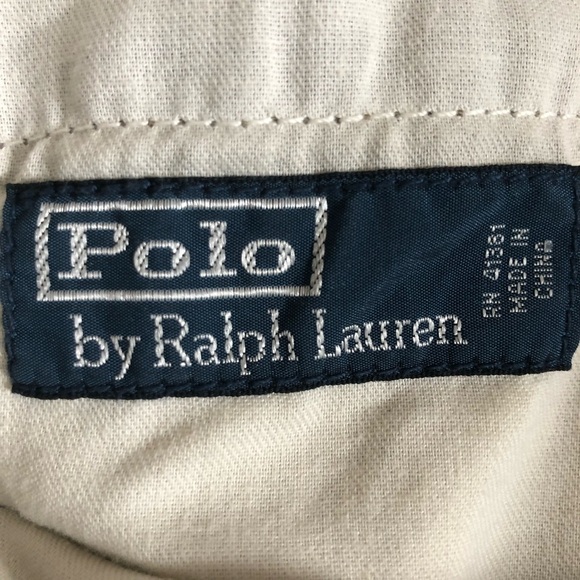 Polo
by Ralph Lauren
RN 41381
MADE IN
CHINA